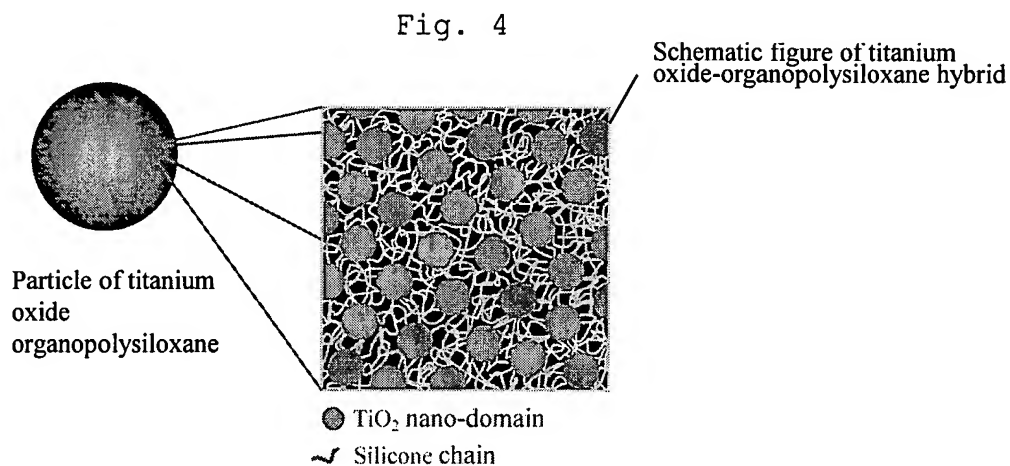 Fig. 4
Schematic figure of titanium
oxide-organopolysiloxane hybrid
Particle of titanium
oxide
organopolysiloxane
TiO₂ nano-domain
Silicone chain